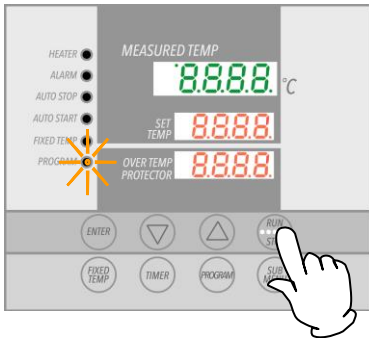 HEATER
ALARM
AUTO STOP
AUTO START
FIXED TEMP
PROGRAM
MEASURED TEMP
8.8.8.8. °C
SET
TEMP
8.8.8.8.
OVER TEMP
PROTECTOR
8.8.8.8.
ENTER
RUN
FIXED
TEMP
TIMER
PROGRAM
SUB